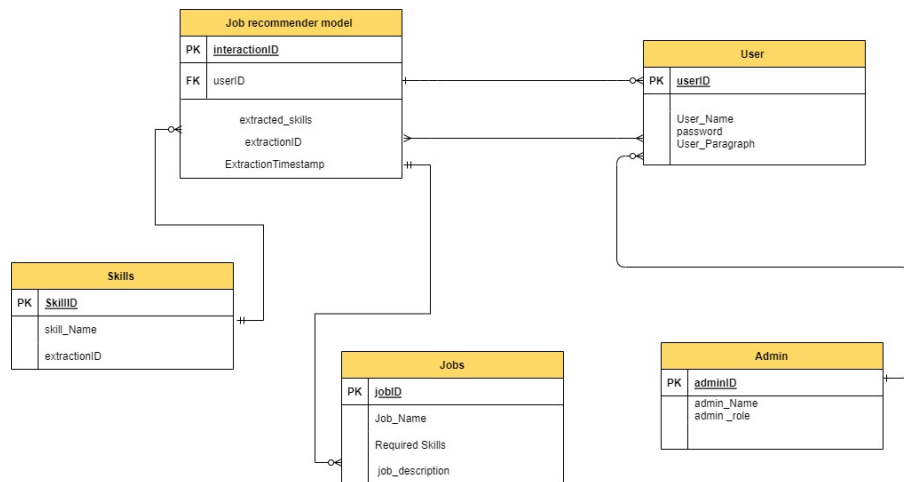 Job recommender model
PK interactionID
FK userID
extracted_skills
extractionID
ExtractionTimestamp
User
PK userID
User_Name
password
User_Paragraph
Skills
PK SkillID
skill_Name
extractionID
Jobs
PK jobID
Job_Name
Required Skills
job_description
Admin
PK adminID
admin_Name
admin _role